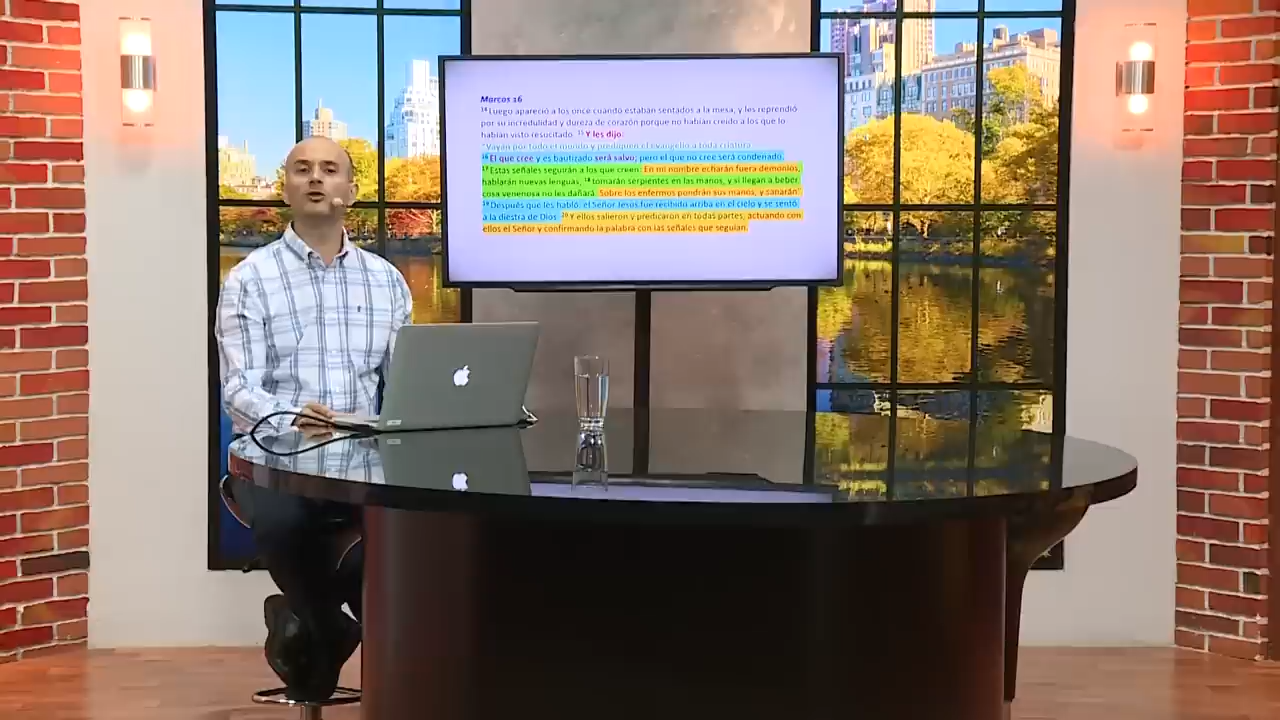 Marcos 16
14 Luego apareció a los once cuando estaban sentados a la mesa, y les reprendió
por su incredulidad y dureza de corazón porque no habían creído a los que lo
habían visto resucitado. 15 Y les dijo:
"Vayan por todo el mundo y prediquen el evangelio a toda criatura.
16 El que cree y es bautizado será salvo; pero el que no cree será condenado.
17 Estas señales seguirán a los que creen: En mi nombre echarán fuera demonios,
hablarán nuevas lenguas, 18 tomarán serpientes en las manos, y si llegan a beber
cosa venenosa no les dañará. Sobre los enfermos pondrán sus manos, y sanarán"
19 Después que les habló, el Señor Jesús fue recibido arriba en el cielo y se sentó
a la diestra de Dios. 20 Y ellos salieron y predicaron en todas partes, actuando con
ellos el Señor y confirmando la palabra con las señales que seguían.